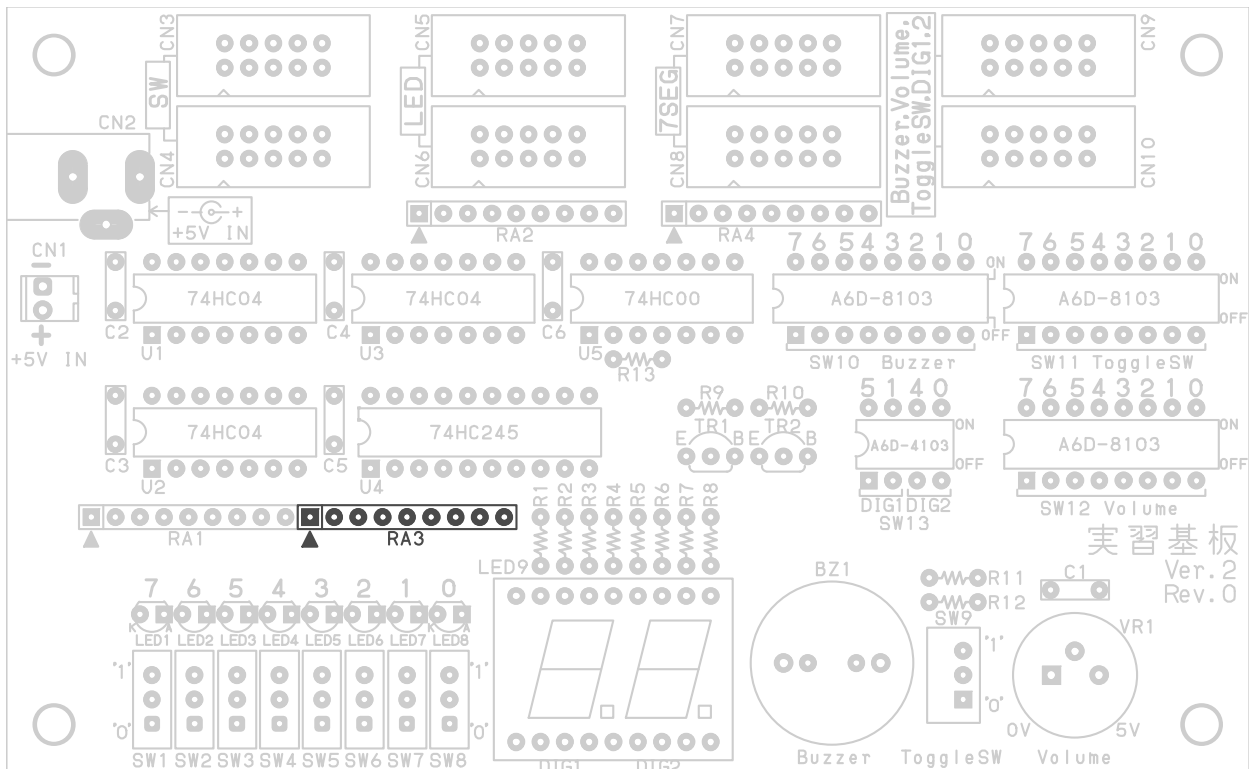 CN3
CN5
CN7
CN9
SW
LED
7SEG
Buzzer,Volume,
ToggleSW,DIG1,2
CN2
CN4
CN6
CN8
CN10
- +
+5V IN
RA2
RA4
CN1
-
+
+5V IN
7 6 5 4 3 2 1 0
7 6 5 4 3 2 1 0
C2
74HC04
U1
C4
74HC04
U3
C6
74HC00
U5
A6D-8103
ON
OFF
SW10 Buzzer
A6D-8103
ON
OFF
SW11 ToggleSW
R13
C3
74HC04
U2
C5
74HC245
U4
R9
R10
TR1
TR2
E B
E B
5 1 4 0
A6D-4103
ON
OFF
DIG1 DIG2
SW13
7 6 5 4 3 2 1 0
A6D-8103
ON
OFF
SW12 Volume
RA1
RA3
R1 R2 R3 R4 R5 R6 R7 R8
LED9
実習基板
Ver.2
Rev.0
7 6 5 4 3 2 1 0
K A
K A
LED1 LED2 LED3 LED4 LED5 LED6 LED7 LED8
'1'
'1'
'0'
'0'
SW1 SW2 SW3 SW4 SW5 SW6 SW7 SW8
DIG1 DIG2
BZ1
Buzzer
R11
R12
SW9
'1'
'0'
ToggleSW
C1
VR1
0V
5V
Volume